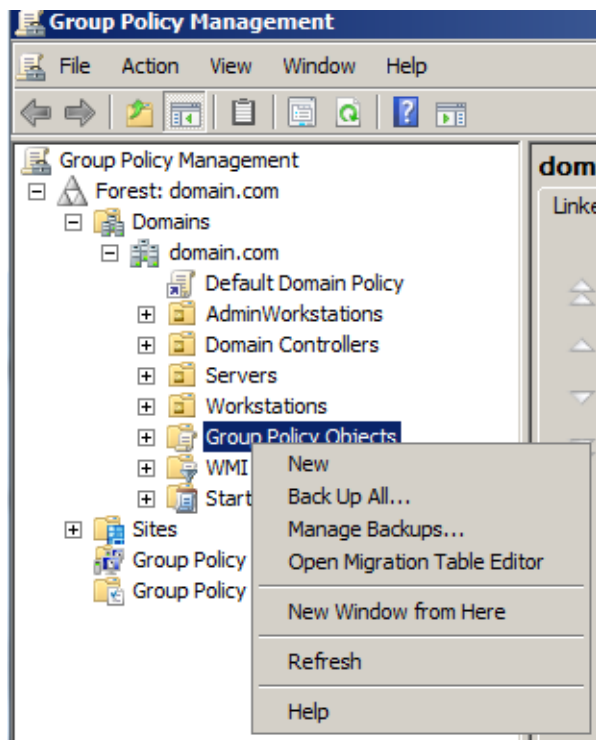 Group Policy Management
File Action View Window Help
Group Policy Management
Forest: domain.com
Domains
domain.com
Default Domain Policy
AdminWorkstations
Domain Controllers
Servers
Workstations
Group Policy Objects
WMI
Start
Sites
Group Policy
Group Policy
New
Back Up All...
Manage Backups...
Open Migration Table Editor
New Window from Here
Refresh
Help
dom
Linke